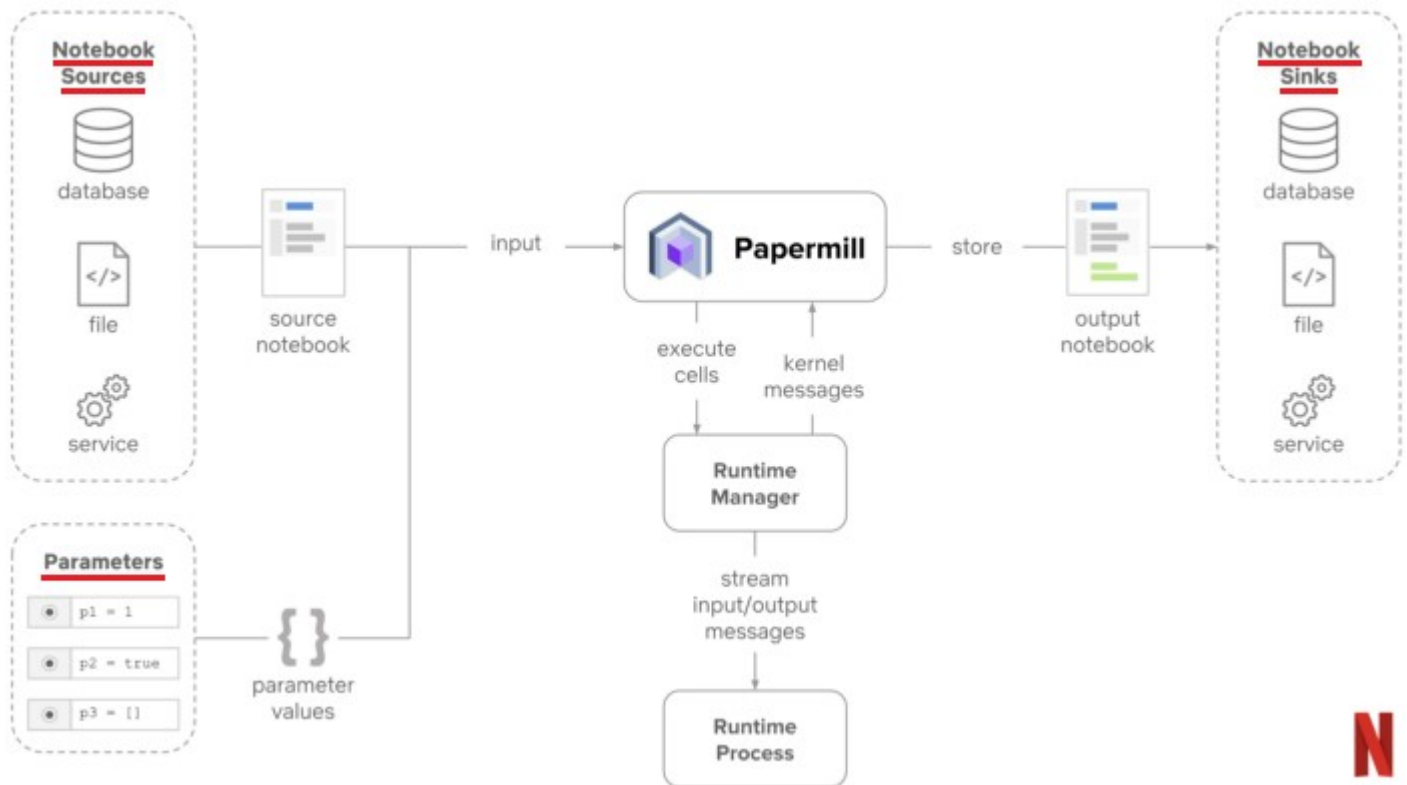 Notebook
Sources
database
</>
file
service
Parameters
p1 = 1
p2 = true
p3 = []
source
notebook
{ }
parameter
values
input
Papermill
execute
cells
kernel
messages
Runtime
Manager
stream
input/output
messages
Runtime
Process
store
output
notebook
Notebook
Sinks
database
</>
file
service
N